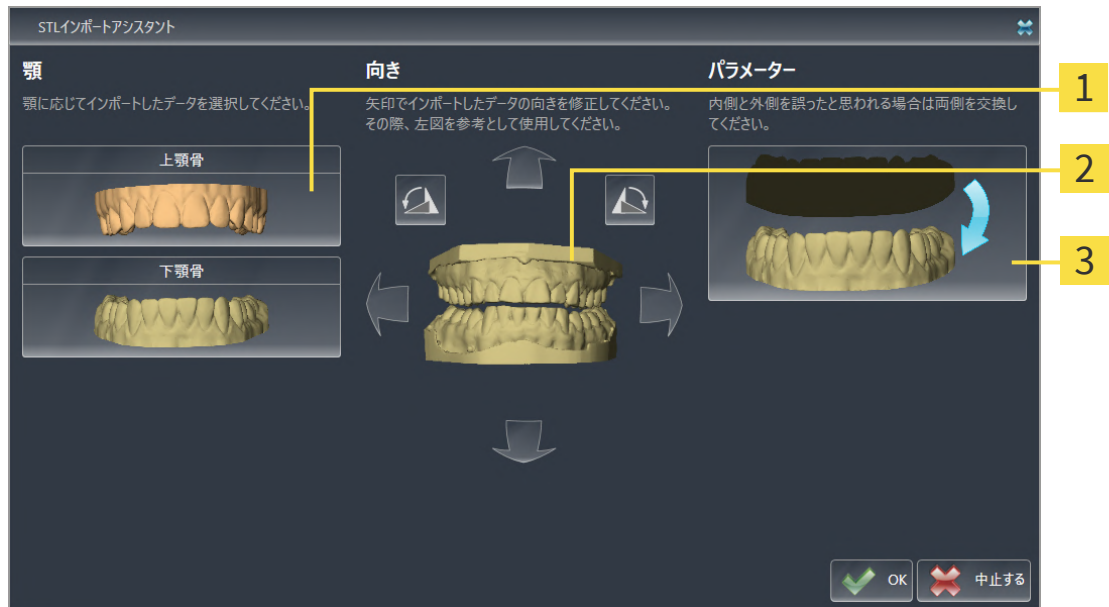 STLインポートアシスタント
顎
顎に応じてインポートしたデータを選択してください。
上顎骨
下顎骨
向き
矢印でインポートしたデータの向きを修正してください。
その際、左図を参考として使用してください。
パラメーター
内側と外側を誤ったと思われる場合は両側を交換し
てください。
1
2
3
OK
中止する